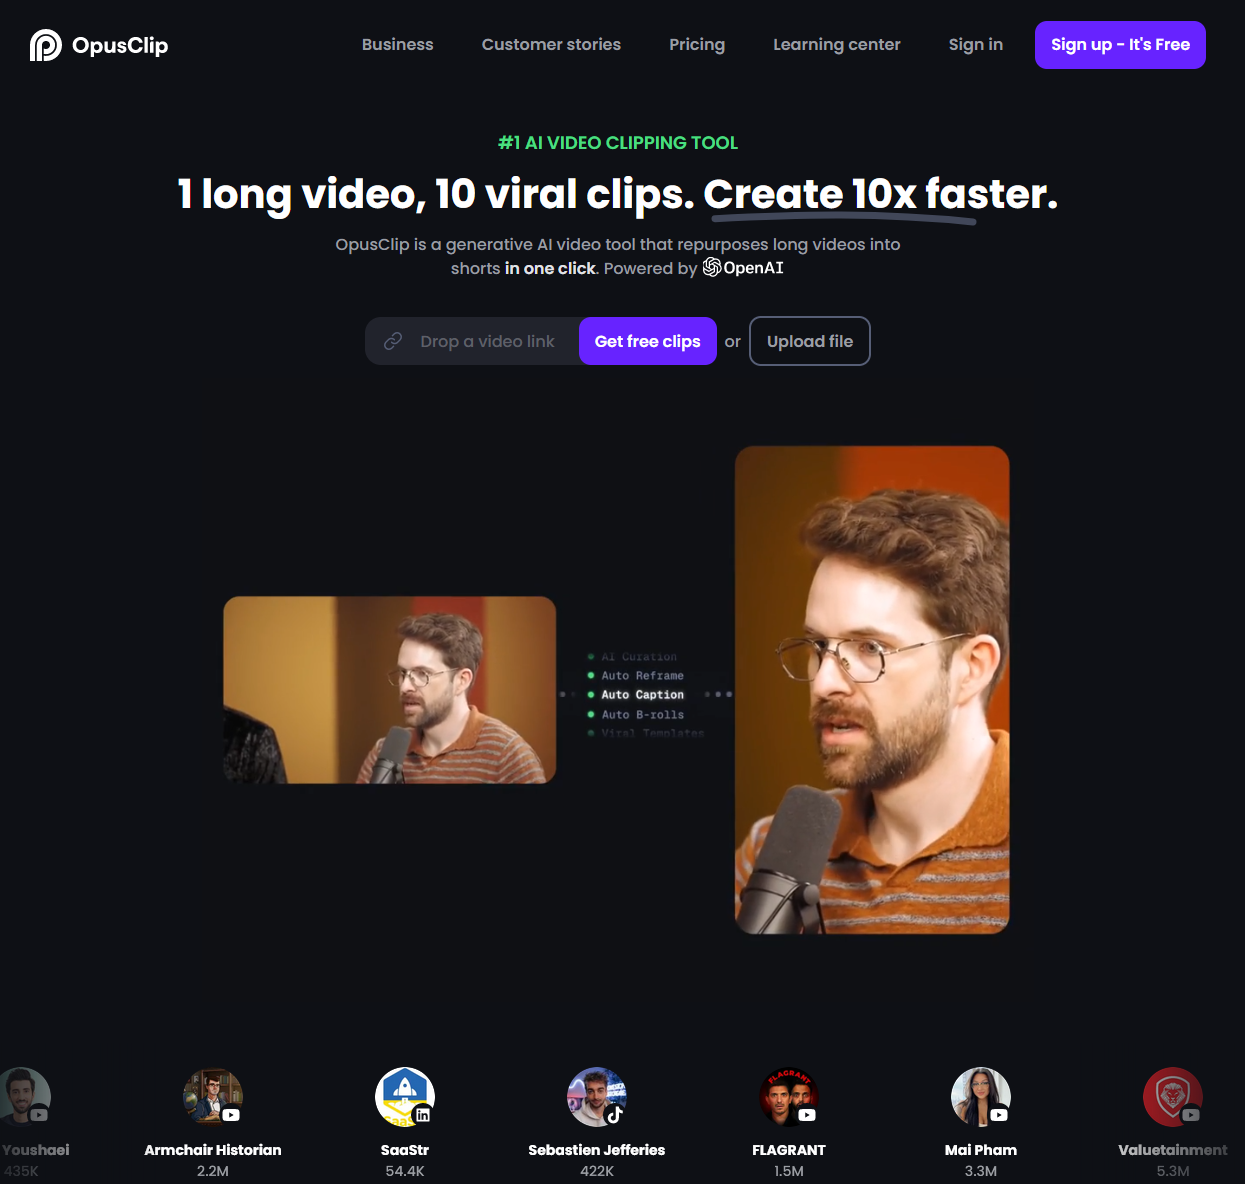 OpusClip
Business
Customer stories
Pricing
Learning center
Sign in
Sign up - It's Free
#1 AI VIDEO CLIPPING TOOL
1 long video, 10 viral clips. Create 10x faster.
OpusClip is a generative AI video tool that repurposes long videos into
shorts in one click. Powered by OpenAI
Drop a video link
Get free clips
or
Upload file
AI Curation
Auto Reframe
Auto Caption
Auto B-rolls
Viral Templates
FLAGRANT
Youshaei
435K
Armchair Historian
2.2M
SaaStr
54.4K
Sebastien Jefferies
422K
FLAGRANT
1.5M
Mai Pham
3.3M
Valuetainment
5.3M